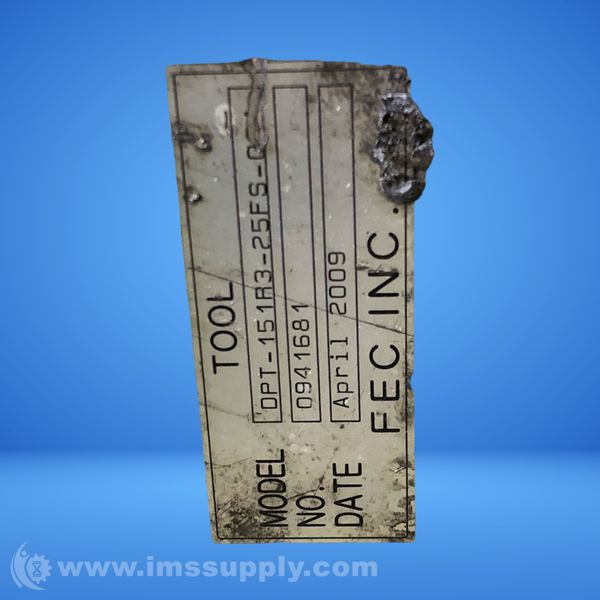 TOOL
MODEL DPT-151R3-25FS-
NO. 0941681
DATE April 2009
FEC INC.
www.imssupply.com